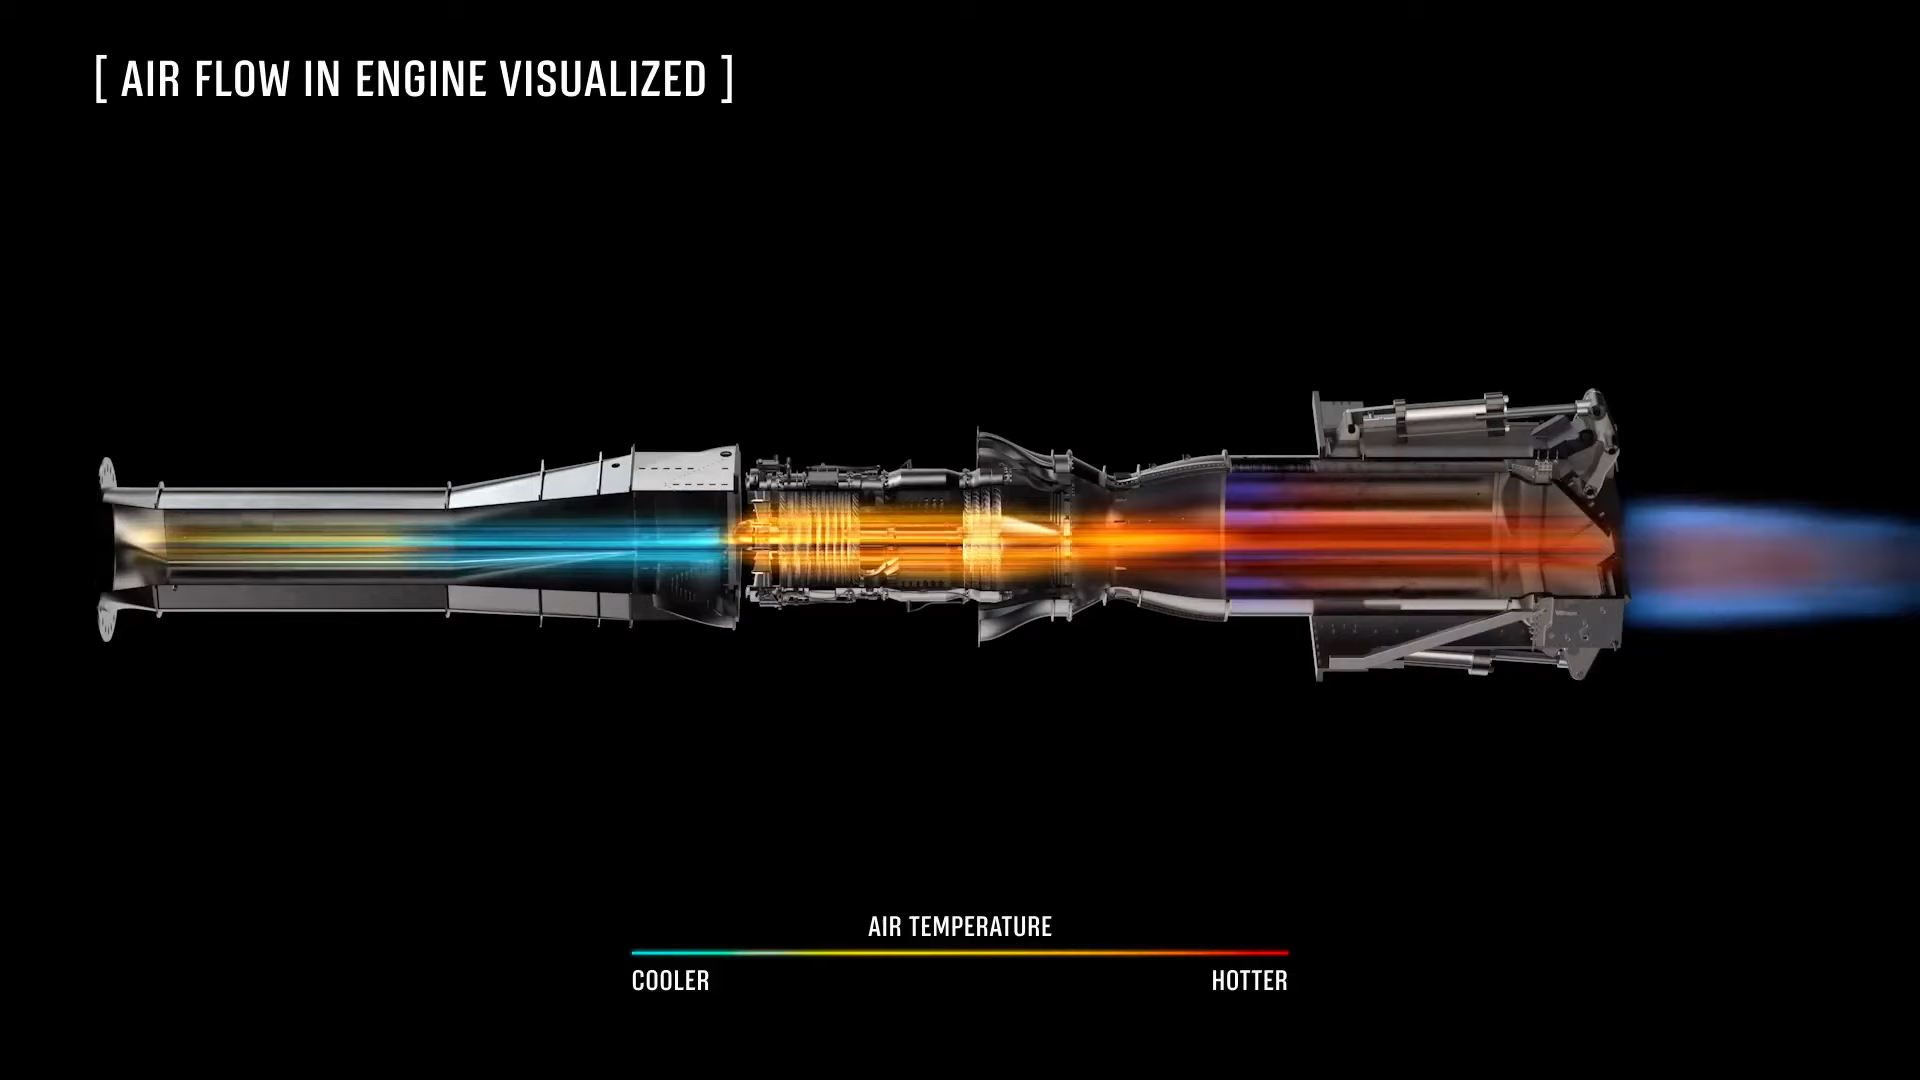 [ AIR FLOW IN ENGINE VISUALIZED ]
AIR TEMPERATURE
COOLER
HOTTER